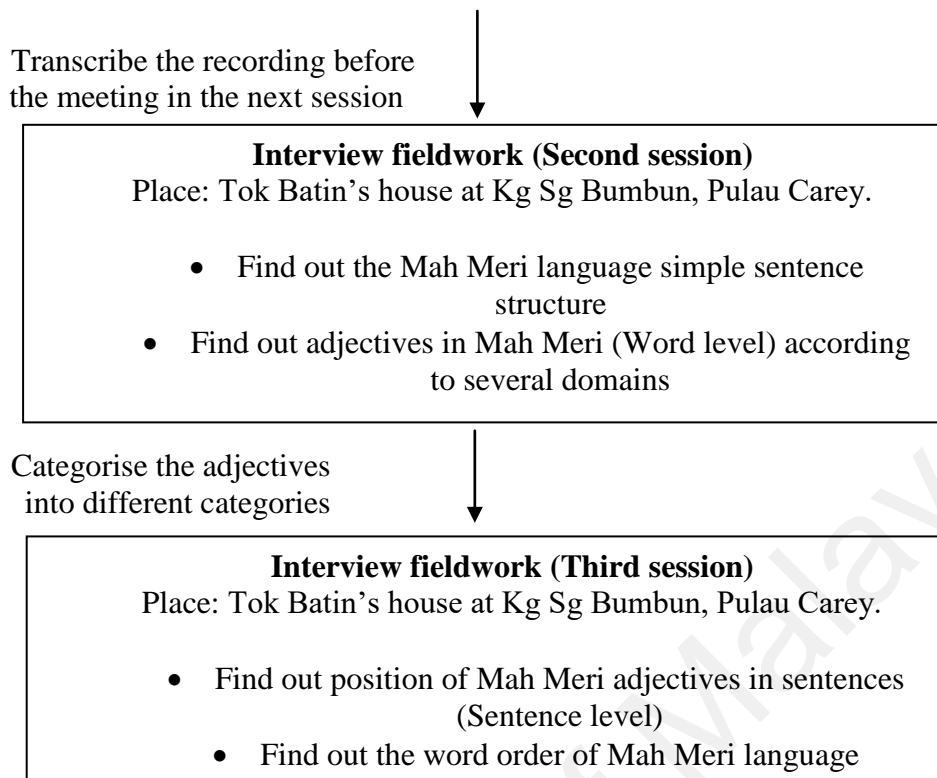 Transcribe the recording before
the meeting in the next session
Interview fieldwork (Second session)
Place: Tok Batin’s house at Kg Sg Bumbun, Pulau Carey.
• Find out the Mah Meri language simple sentence
structure
• Find out adjectives in Mah Meri (Word level) according
to several domains
Categorise the adjectives
into different categories
Interview fieldwork (Third session)
Place: Tok Batin’s house at Kg Sg Bumbun, Pulau Carey.
• Find out position of Mah Meri adjectives in sentences
(Sentence level)
• Find out the word order of Mah Meri language